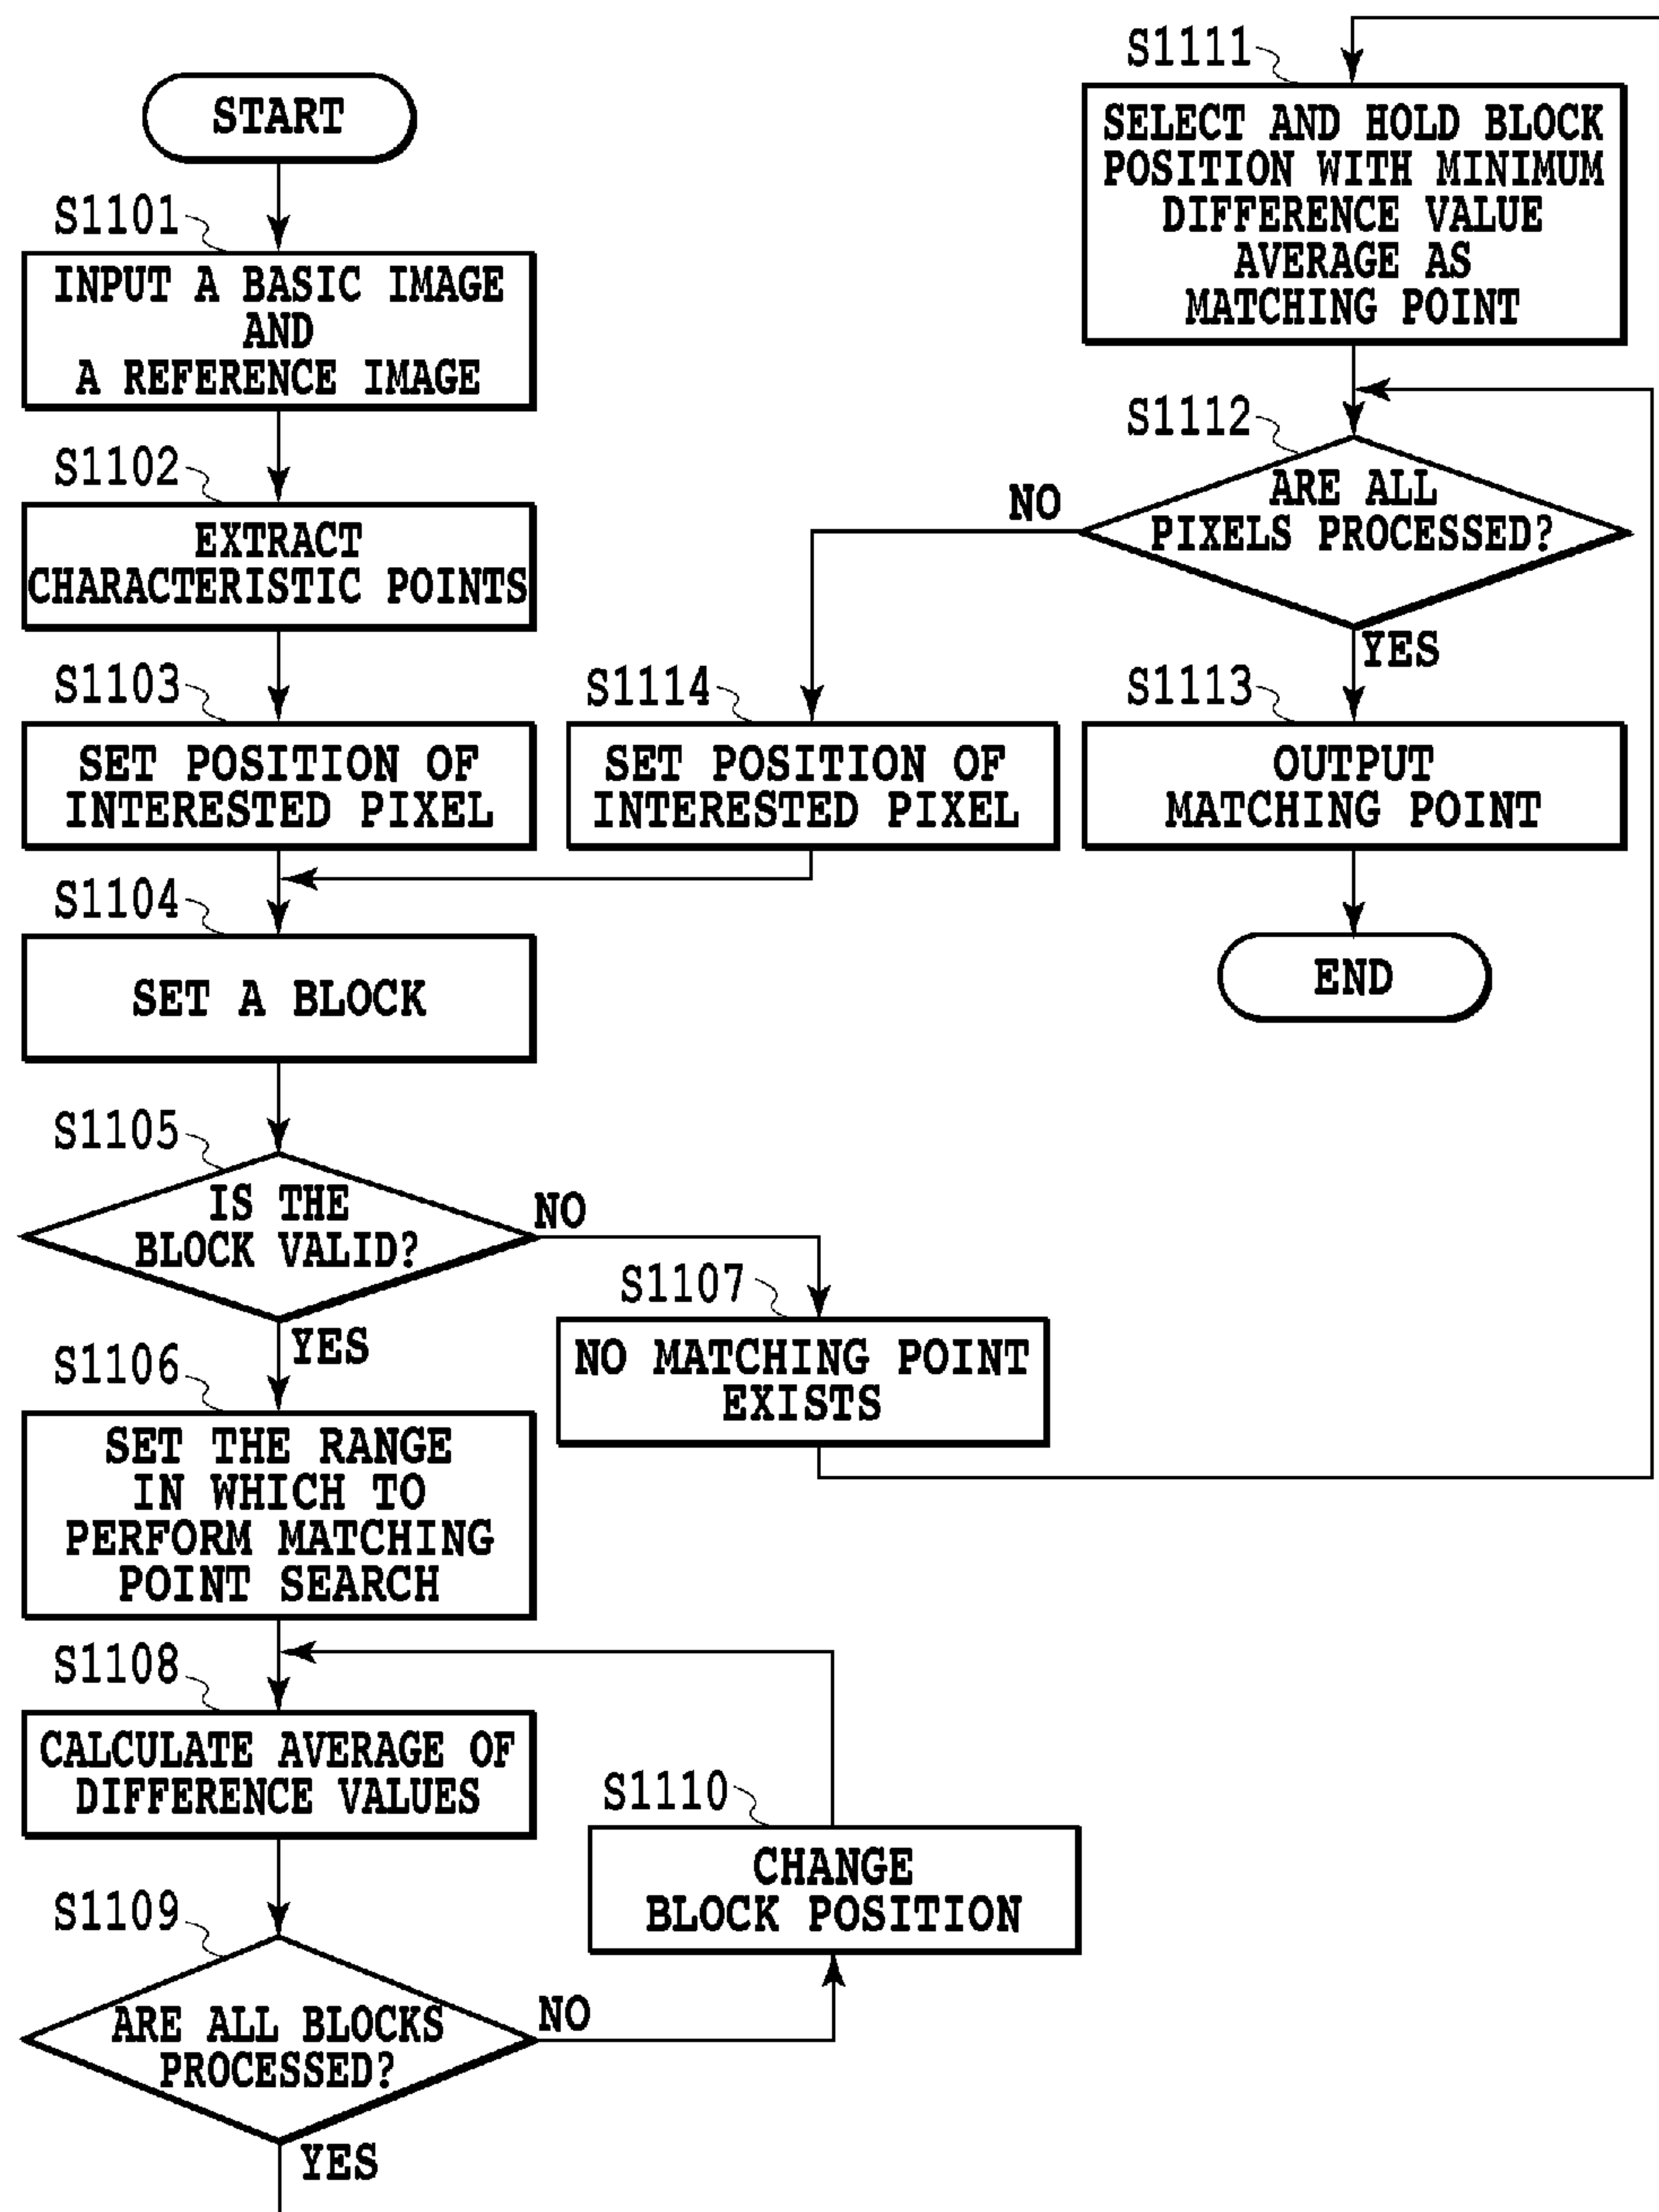 START
S1101
INPUT A BASIC IMAGE
AND
A REFERENCE IMAGE
S1102
EXTRACT
CHARACTERISTIC POINTS
S1103
SET POSITION OF
INTERESTED PIXEL
S1104
SET A BLOCK
S1105
IS THE
BLOCK VALID?
NO
YES
S1107
NO MATCHING POINT
EXISTS
S1106
SET THE RANGE
IN WHICH TO
PERFORM MATCHING
POINT SEARCH
S1108
CALCULATE AVERAGE OF
DIFFERENCE VALUES
S1109
ARE ALL BLOCKS
PROCESSED?
NO
YES
S1110
CHANGE
BLOCK POSITION
S1111
SELECT AND HOLD BLOCK
POSITION WITH MINIMUM
DIFFERENCE VALUE
AVERAGE AS
MATCHING POINT
S1112
ARE ALL
PIXELS PROCESSED?
NO
YES
S1114
SET POSITION OF
INTERESTED PIXEL
S1113
OUTPUT
MATCHING POINT
END